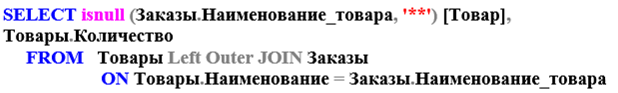 SELECT isnull (Заказы.Наименование_товара, '**') [Товар],
Товары.Количество
FROM Товары Left Outer JOIN Заказы
ON Товары.Наименование = Заказы.Наименование_товара